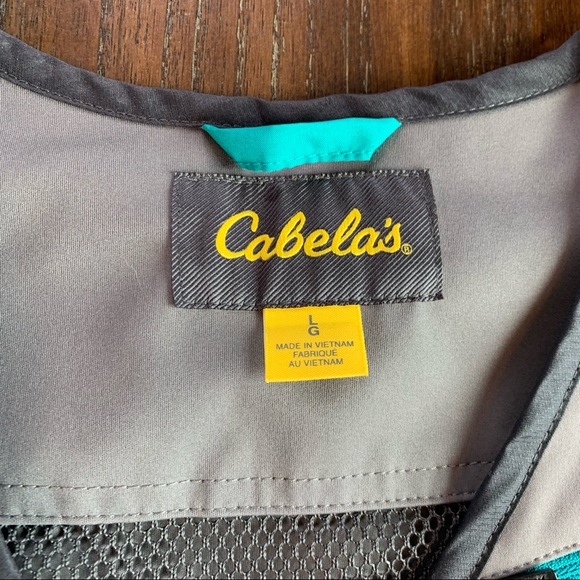 Cabela's®
L
G
MADE IN VIETNAM
FABRIQUÉ
AU VIETNAM